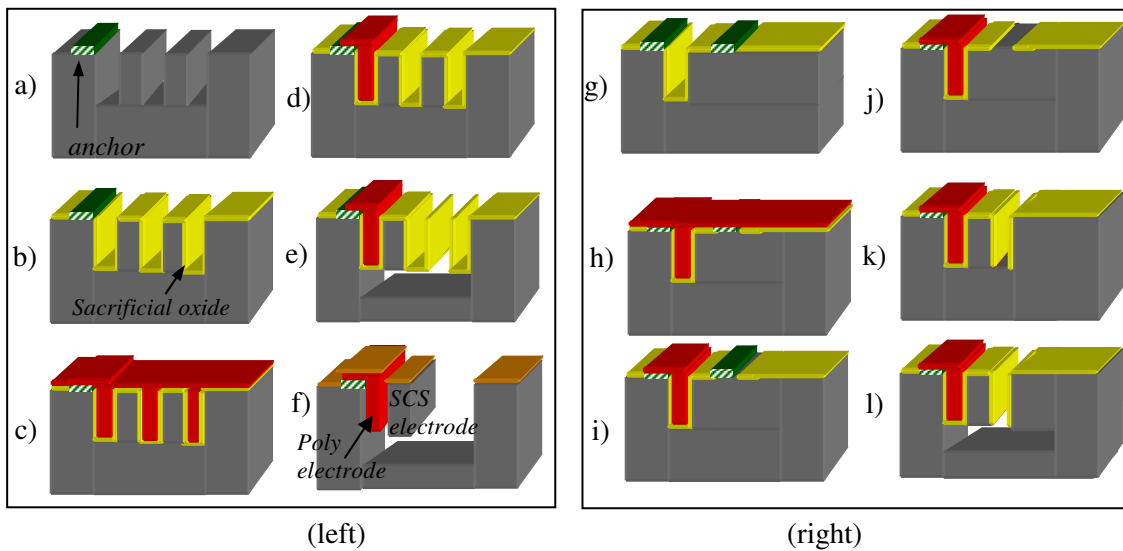 a)
anchor
b)
Sacrificial oxide
c)
d)
e)
f)
SCS
electrode
Poly
electrode
(left)
g)
h)
i)
j)
k)
l)
(right)